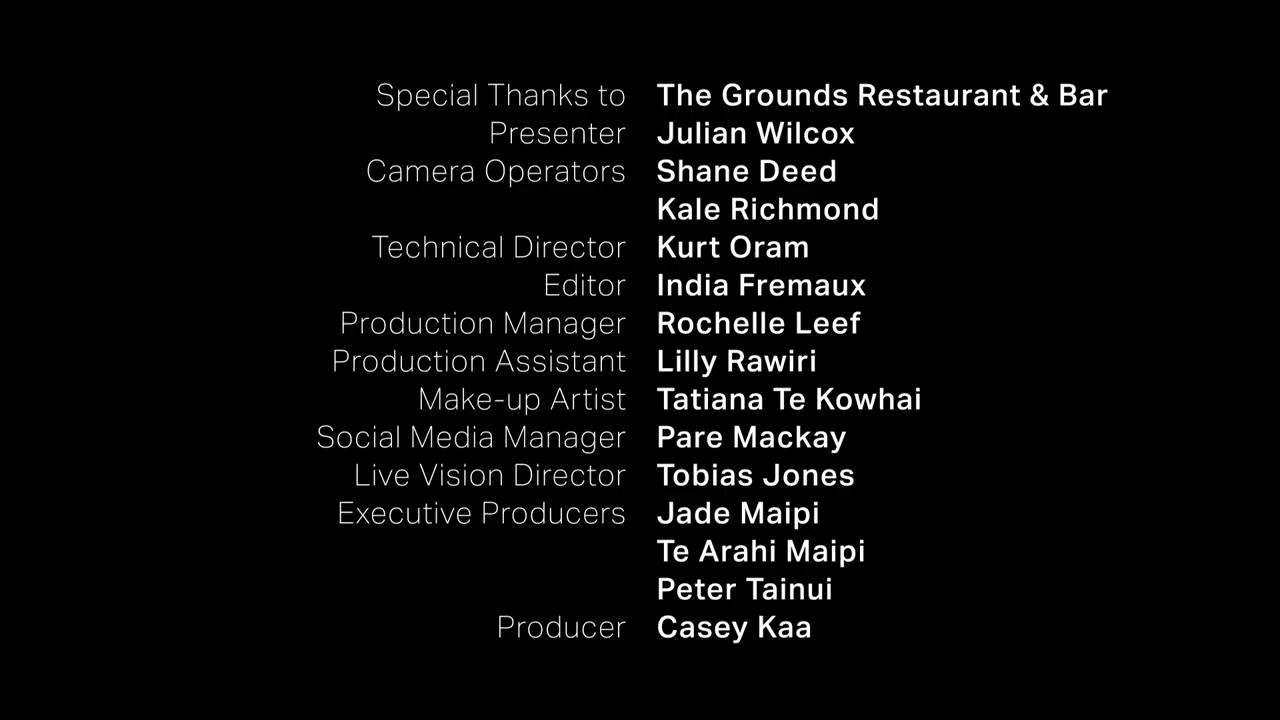 Special Thanks to The Grounds Restaurant & Bar
Presenter Julian Wilcox
Camera Operators Shane Deed
Kale Richmond
Technical Director Kurt Oram
Editor India Fremaux
Production Manager Rochelle Leef
Production Assistant Lilly Rawiri
Make-up Artist Tatiana Te Kowhai
Social Media Manager Pare Mackay
Live Vision Director Tobias Jones
Executive Producers Jade Maipi
Te Arahi Maipi
Peter Tainui
Producer Casey Kaa